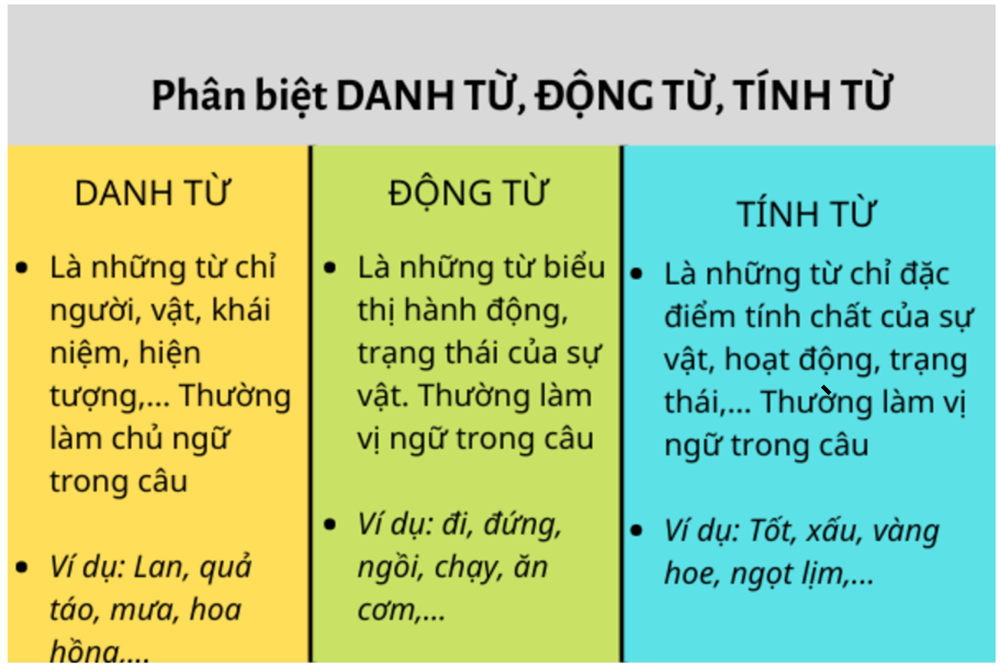 Phân biệt DANH TỪ, ĐỘNG TỪ, TÍNH TỪ
DANH TỪ
• Là những từ chỉ
người, vật, khái
niệm, hiện
tượng,... Thường
làm chủ ngữ
trong câu
• Ví dụ: Lan, quả
táo, mưa, hoa
hồng,...
ĐỘNG TỪ
• Là những từ biểu
thị hành động,
trạng thái của sự
vật. Thường làm
vị ngữ trong câu
• Ví dụ: đi, đứng,
ngồi, chạy, ăn
cơm,...
TÍNH TỪ
• Là những từ chỉ đặc
điểm tính chất của sự
vật, hoạt động, trạng
thái,... Thường làm vị
ngữ trong câu
• Ví dụ: Tốt, xấu, vàng
hoe, ngọt lịm,...